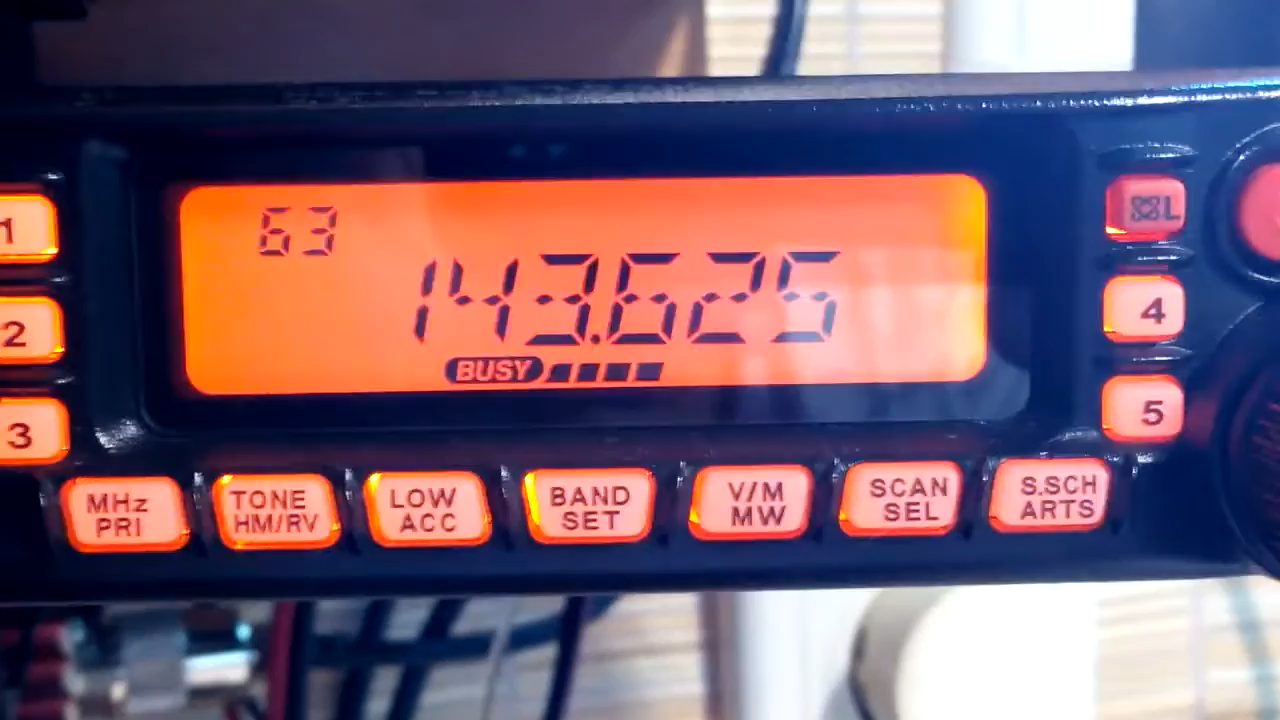 63
143.625
BUSY
1
2
3
L
4
5
MHz
PRI
TONE
HM/RV
LOW
ACC
BAND
SET
V/M
MW
SCAN
SEL
S.SCH
ARTS